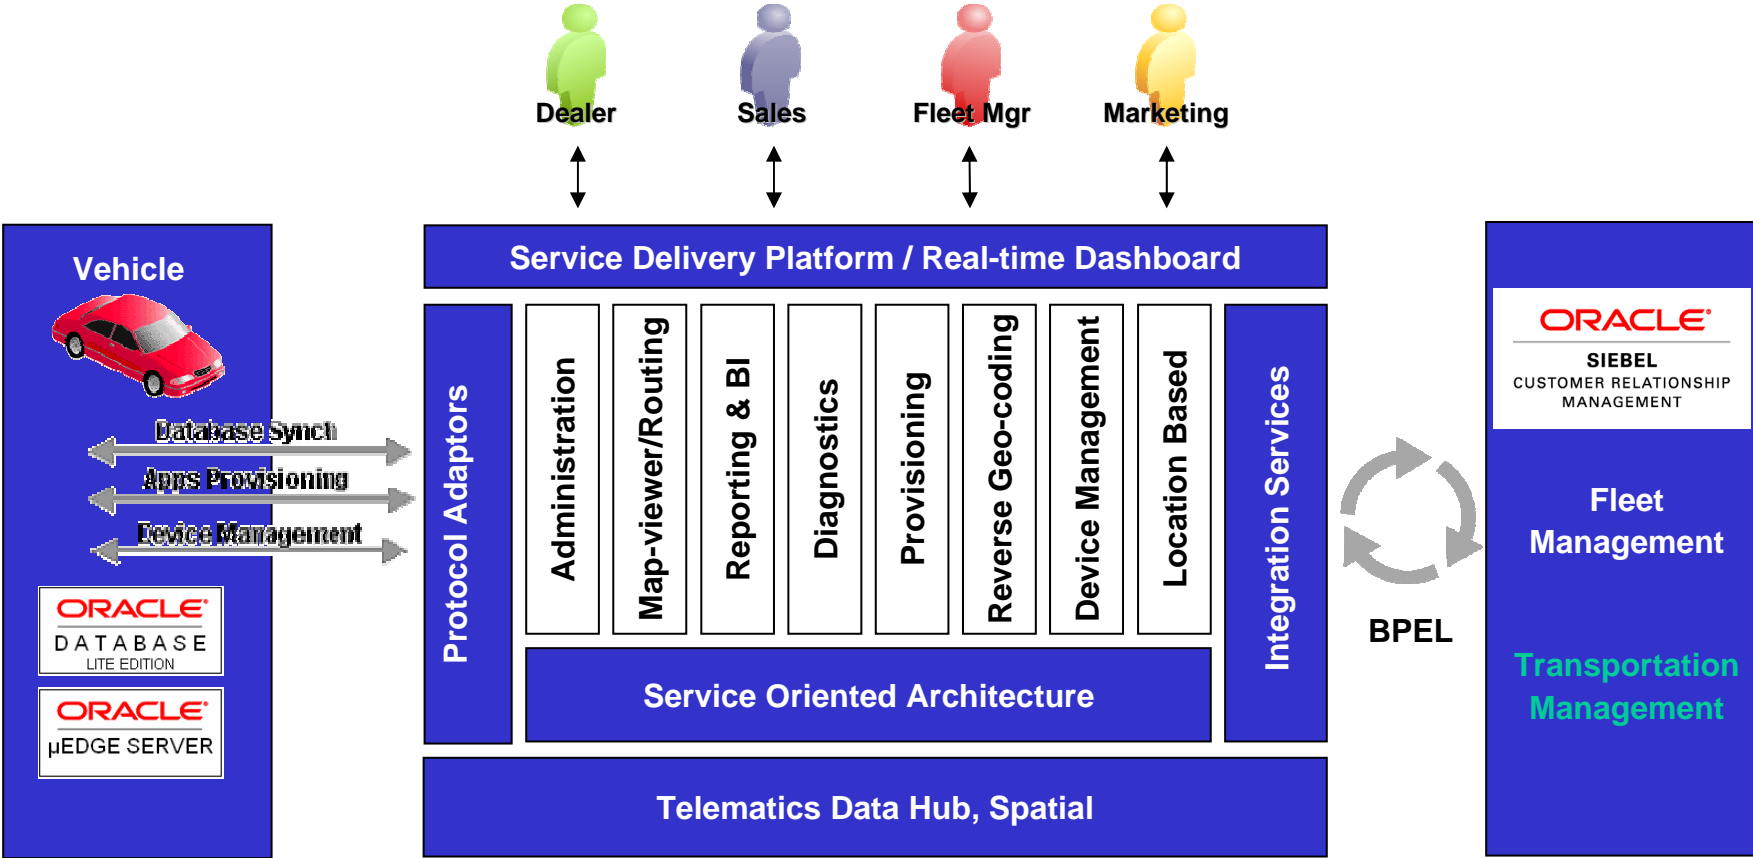 Dealer
Sales
Fleet Mgr
Marketing
Service Delivery Platform / Real-time Dashboard
Vehicle
Database Synch
Apps Provisioning
Device Management
ORACLE®
DATABASE
LITE EDITION
ORACLE®
µEDGE SERVER
Protocol Adaptors
Administration
Map-viewer/Routing
Reporting & BI
Diagnostics
Provisioning
Reverse Geo-coding
Device Management
Location Based
Integration Services
Service Oriented Architecture
Telematics Data Hub, Spatial
BPEL
ORACLE®
SIEBEL
CUSTOMER RELATIONSHIP
MANAGEMENT
Fleet
Management
Transportation
Management